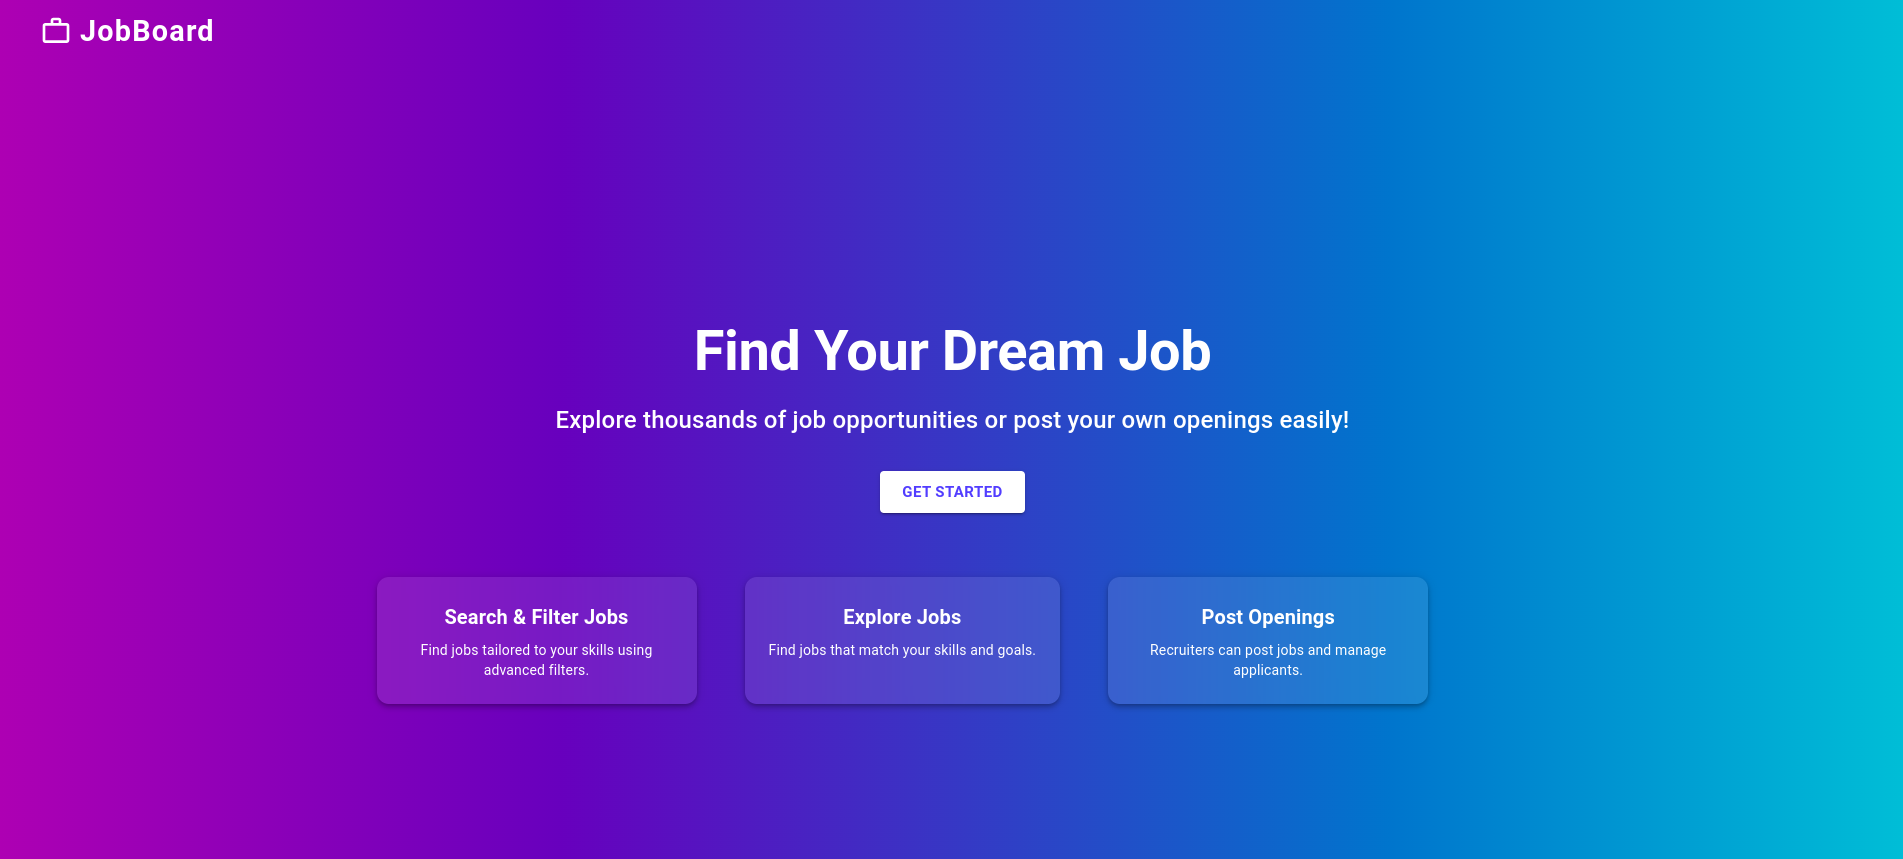 JobBoard
Find Your Dream Job
Explore thousands of job opportunities or post your own openings easily!
GET STARTED
Search & Filter Jobs
Find jobs tailored to your skills using
advanced filters.
Explore Jobs
Find jobs that match your skills and goals.
Post Openings
Recruiters can post jobs and manage
applicants.